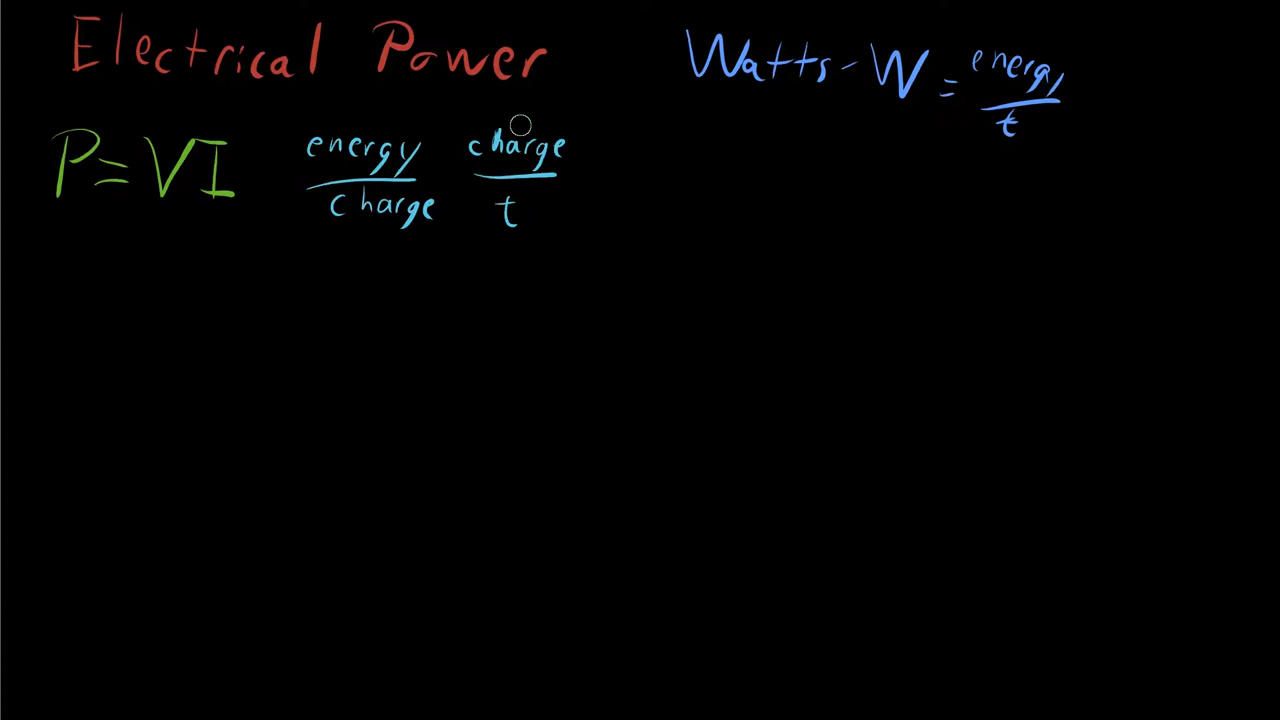 Electrical Power
Watts - W = energy/t
P=VI energy/charge charge/t